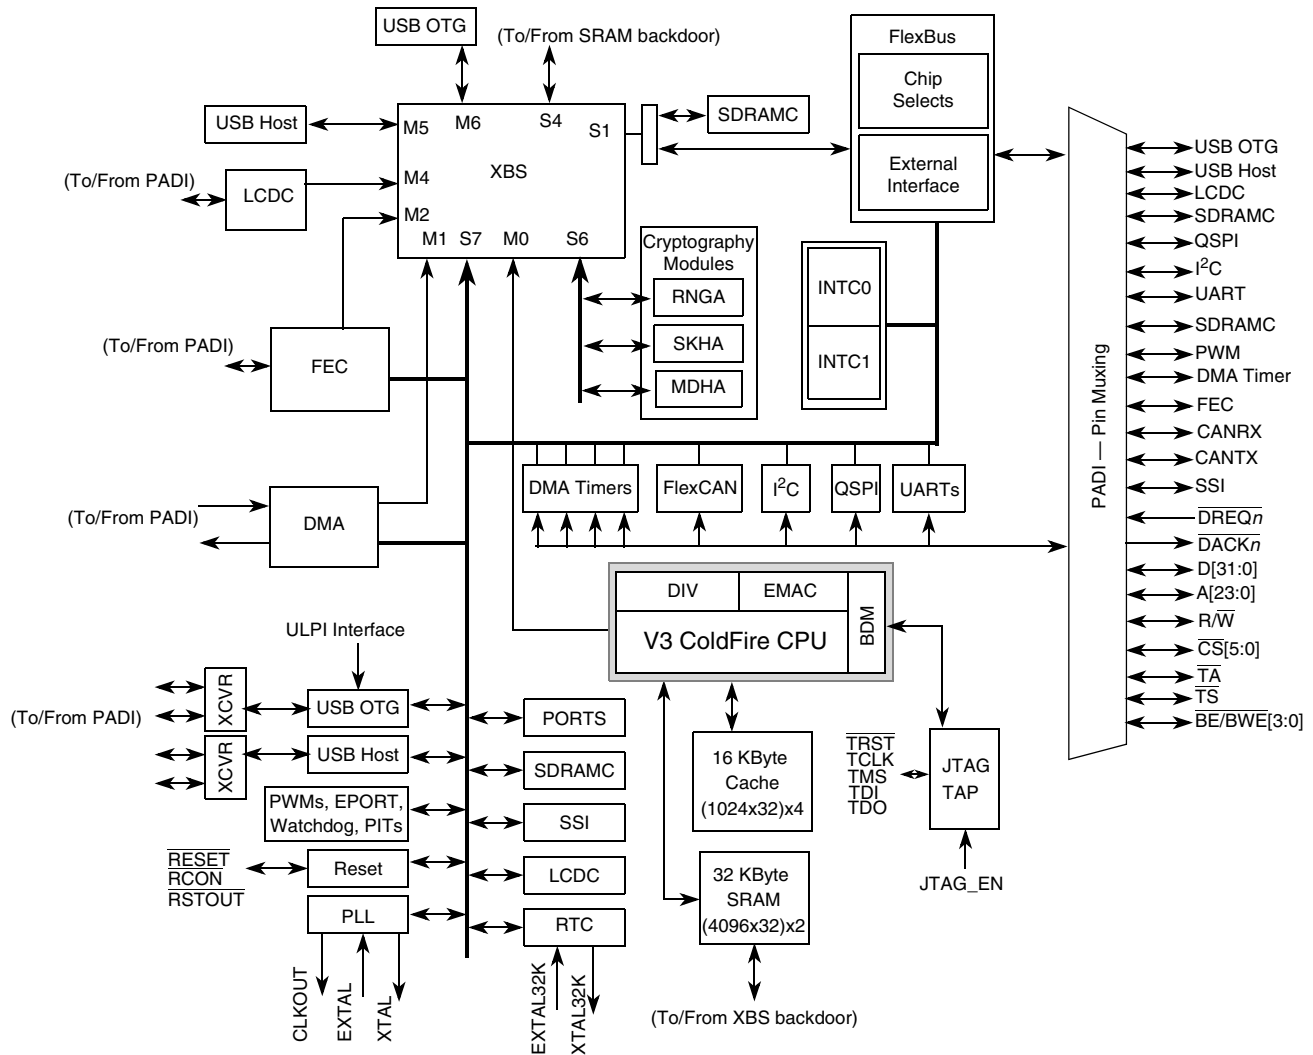 USB OTG
(To/From SRAM backdoor)
FlexBus
Chip
Selects
External
Interface
USB Host
M5
M6
S4
S1
SDRAMC
XBS
(To/From PADI)
LCDC
M4
M2
M1
S7
M0
S6
Cryptography
Modules
RNGA
SKHA
MDHA
INTC0
INTC1
(To/From PADI)
FEC
DMA Timers
FlexCAN
I²C
QSPI
UARTs
(To/From PADI)
DMA
DIV
EMAC
BDM
V3 ColdFire CPU
ULPI Interface
XCVR
USB OTG
(To/From PADI)
XCVR
USB Host
PWMs, EPORT,
Watchdog, PITs
RESET
RCON
RSTOUT
Reset
PLL
CLKOUT
EXTAL
XTAL
PORTS
SDRAMC
SSI
LCDC
RTC
EXTAL32K
XTAL32K
16 KByte
Cache
(1024x32)x4
32 KByte
SRAM
(4096x32)x2
(To/From XBS backdoor)
TRST
TCLK
TMS
TDI
TDO
JTAG
TAP
JTAG_EN
PADI — Pin Muxing
USB OTG
USB Host
LCDC
SDRAMC
QSPI
I²C
UART
SDRAMC
PWM
DMA Timer
FEC
CANRX
CANTX
SSI
DREQn
DACKn
D[31:0]
A[23:0]
R/W
CS[5:0]
TA
TS
BE/BWE[3:0]